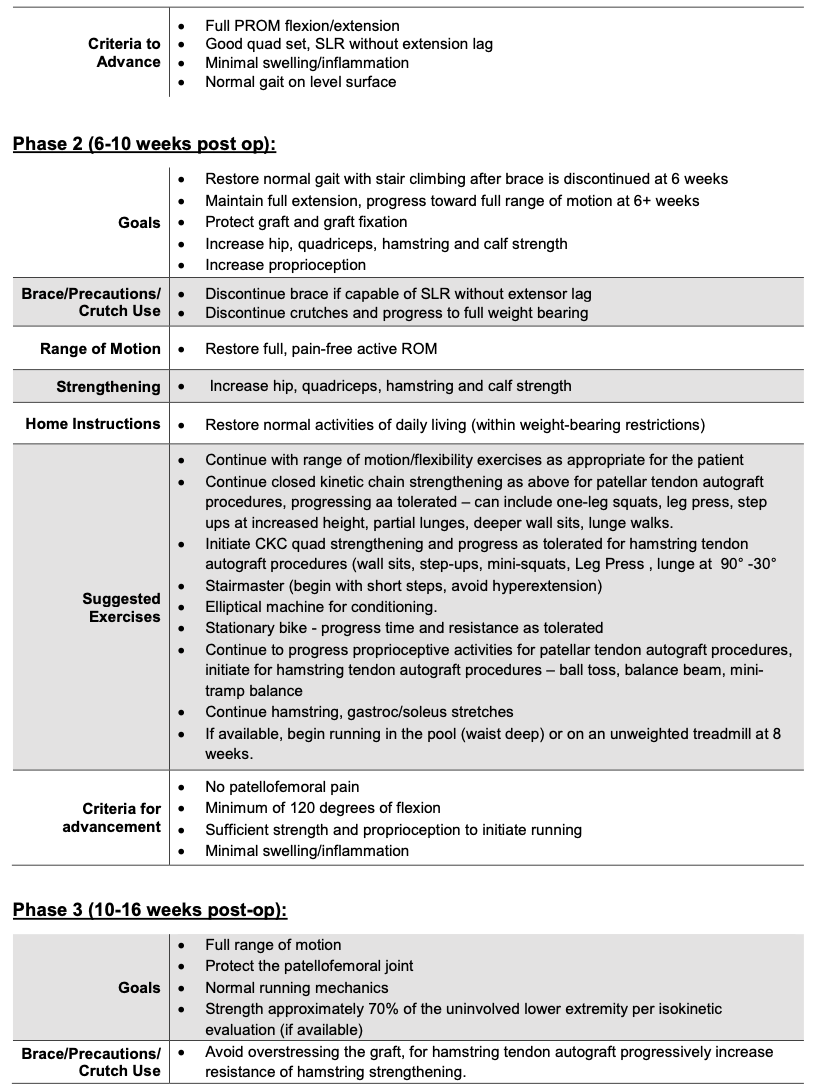 Criteria to
Advance
• Full PROM flexion/extension
• Good quad set, SLR without extension lag
• Minimal swelling/inflammation
• Normal gait on level surface
Phase 2 (6-10 weeks post op):
Goals
• Restore normal gait with stair climbing after brace is discontinued at 6 weeks
• Maintain full extension, progress toward full range of motion at 6+ weeks
• Protect graft and graft fixation
• Increase hip, quadriceps, hamstring and calf strength
• Increase proprioception
Brace/Precautions/
Crutch Use
• Discontinue brace if capable of SLR without extensor lag
• Discontinue crutches and progress to full weight bearing
Range of Motion
• Restore full, pain-free active ROM
Strengthening
• Increase hip, quadriceps, hamstring and calf strength
Home Instructions
• Restore normal activities of daily living (within weight-bearing restrictions)
Suggested
Exercises
• Continue with range of motion/flexibility exercises as appropriate for the patient
• Continue closed kinetic chain strengthening as above for patellar tendon autograft
procedures, progressing aa tolerated – can include one-leg squats, leg press, step
ups at increased height, partial lunges, deeper wall sits, lunge walks.
• Initiate CKC quad strengthening and progress as tolerated for hamstring tendon
autograft procedures (wall sits, step-ups, mini-squats, Leg Press , lunge at 90° -30°
• Stairmaster (begin with short steps, avoid hyperextension)
• Elliptical machine for conditioning.
• Stationary bike - progress time and resistance as tolerated
• Continue to progress proprioceptive activities for patellar tendon autograft procedures,
initiate for hamstring tendon autograft procedures – ball toss, balance beam, mini-
tramp balance
• Continue hamstring, gastroc/soleus stretches
• If available, begin running in the pool (waist deep) or on an unweighted treadmill at 8
weeks.
Criteria for
advancement
• No patellofemoral pain
• Minimum of 120 degrees of flexion
• Sufficient strength and proprioception to initiate running
• Minimal swelling/inflammation
Phase 3 (10-16 weeks post-op):
Goals
• Full range of motion
• Protect the patellofemoral joint
• Normal running mechanics
• Strength approximately 70% of the uninvolved lower extremity per isokinetic
evaluation (if available)
Brace/Precautions/
Crutch Use
• Avoid overstressing the graft, for hamstring tendon autograft progressively increase
resistance of hamstring strengthening.